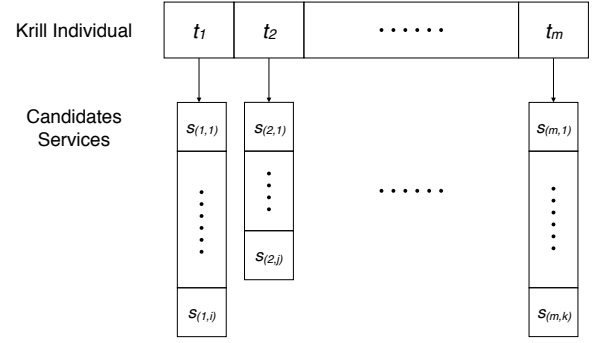 Krill Individual t1 t2 ...... tm
Candidates
Services
s(1,1) s(2,1) s(m,1)
......
s(2,j)
s(1,i) s(m,k)